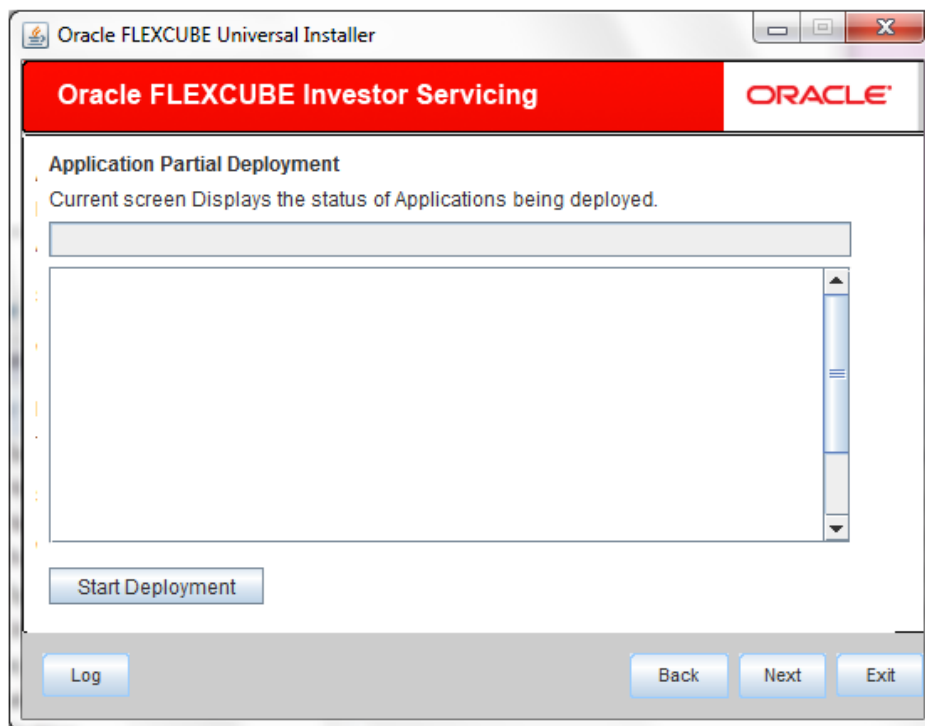 Oracle FLEXCUBE Universal Installer
Oracle FLEXCUBE Investor Servicing
ORACLE
Application Partial Deployment
Current screen Displays the status of Applications being deployed.
Start Deployment
Log
Back
Next
Exit